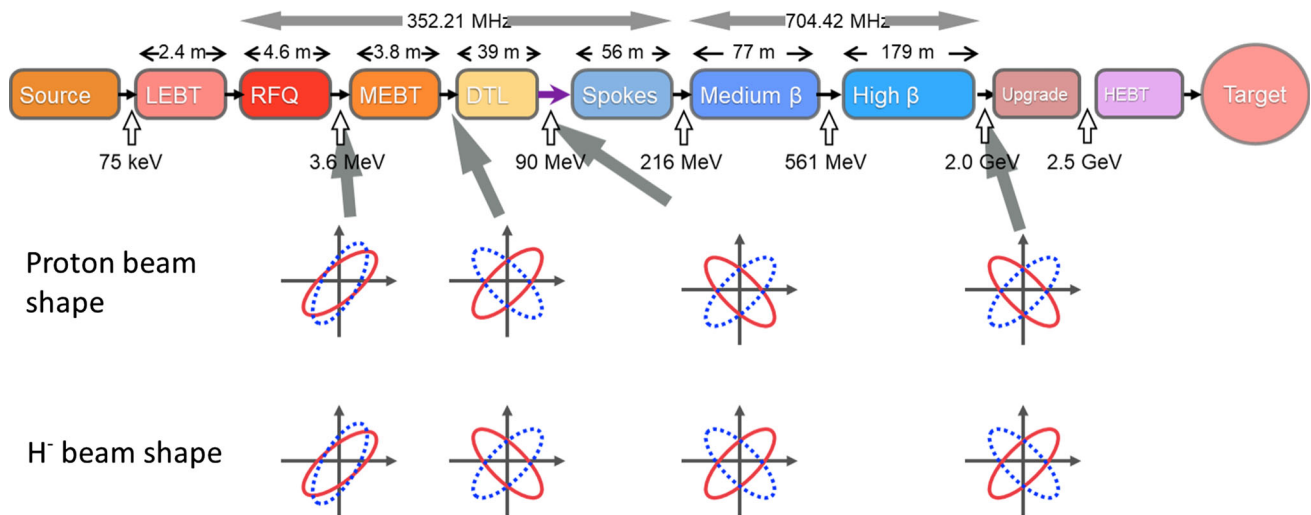 352.21 MHz
704.42 MHz
2.4 m
4.6 m
3.8 m
39 m
56 m
77 m
179 m
Source
LEBT
RFQ
MEBT
DTL
Spokes
Medium β
High β
Upgrade
HEBT
Target
75 keV
3.6 MeV
90 MeV
216 MeV
561 MeV
2.0 GeV
2.5 GeV
Proton beam
shape
H⁻ beam shape